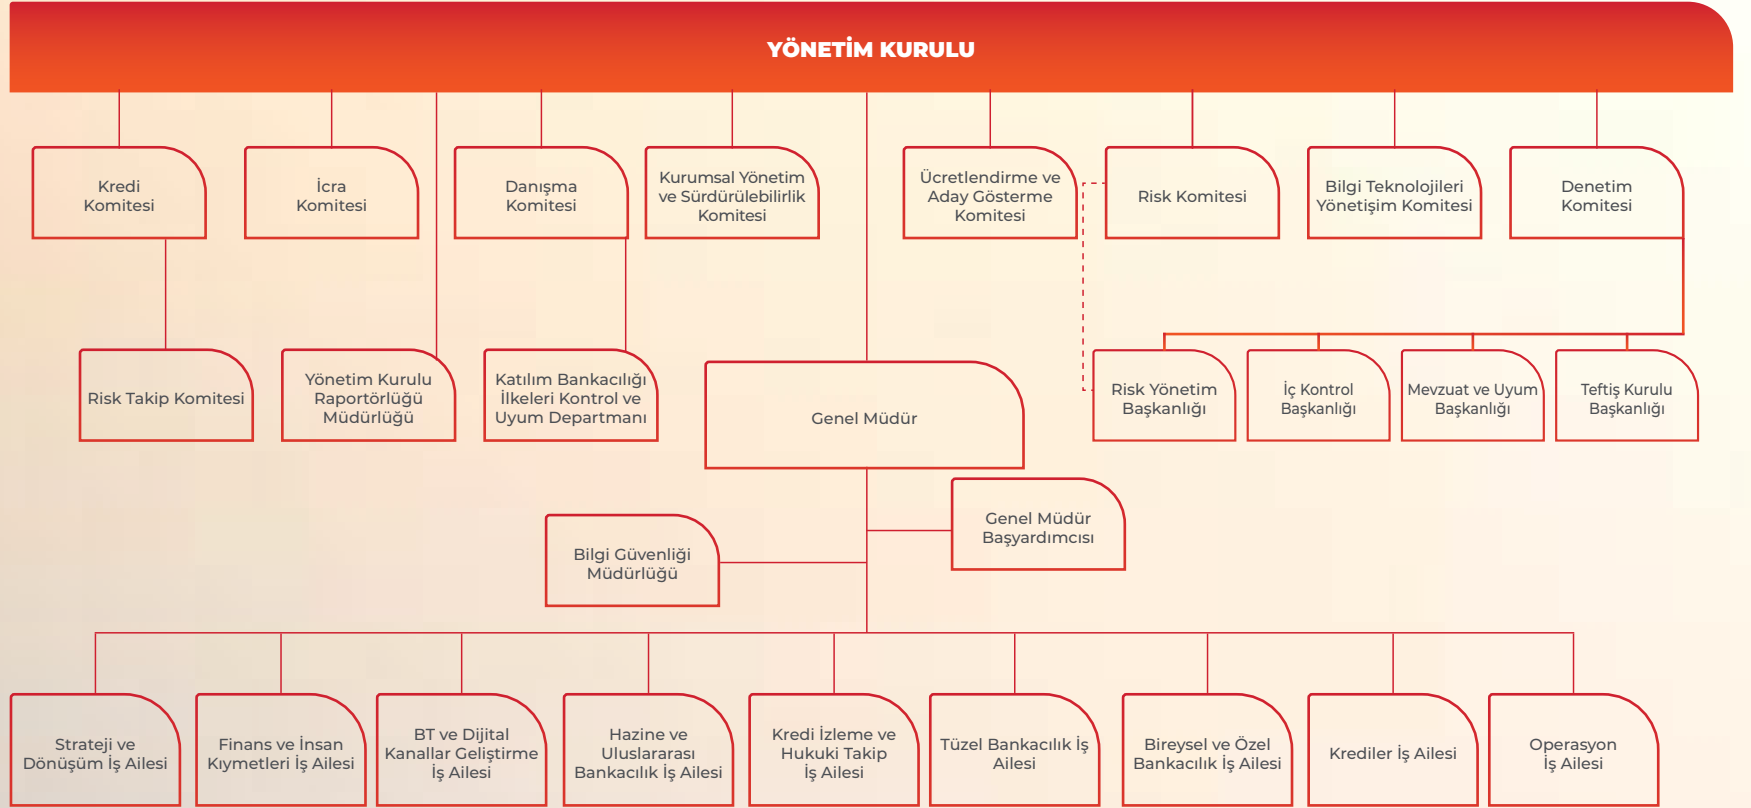 YÖNETİM KURULU
Kredi
Komitesi
İcra
Komitesi
Danışma
Komitesi
Kurumsal Yönetim
ve Sürdürülebilirlik
Komitesi
Ücretlendirme ve
Aday Gösterme
Komitesi
Risk Komitesi
Bilgi Teknolojileri
Yönetişim Komitesi
Denetim
Komitesi
Risk Takip Komitesi
Yönetim Kurulu
Raportörlüğü
Müdürlüğü
Katılım Bankacılığı
İlkeleri Kontrol ve
Uyum Departmanı
Genel Müdür
Risk Yönetim
Başkanlığı
İç Kontrol
Başkanlığı
Mevzuat ve Uyum
Başkanlığı
Teftiş Kurulu
Başkanlığı
Genel Müdür
Başyardımcısı
Bilgi Güvenliği
Müdürlüğü
Strateji ve
Dönüşüm İş Ailesi
Finans ve İnsan
Kıymetleri İş Ailesi
BT ve Dijital
Kanallar Geliştirme
İş Ailesi
Hazine ve
Uluslararası
Bankacılık İş Ailesi
Kredi İzleme ve
Hukuki Takip
İş Ailesi
Tüzel Bankacılık İş
Ailesi
Bireysel ve Özel
Bankacılık İş Ailesi
Krediler İş Ailesi
Operasyon
İş Ailesi